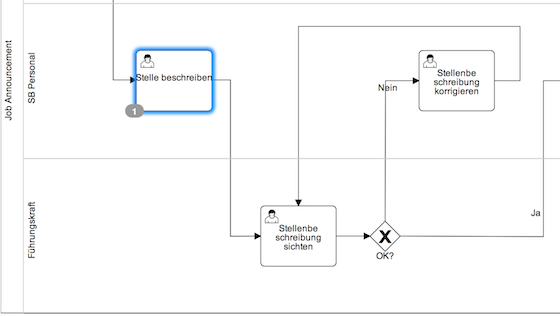 Job Announcement
SB Personal
Stelle beschreiben
1
Stellenbe
schreibung
korrigieren
Nein
Führungskraft
Stellenbe
schreibung
sichten
OK?
Ja